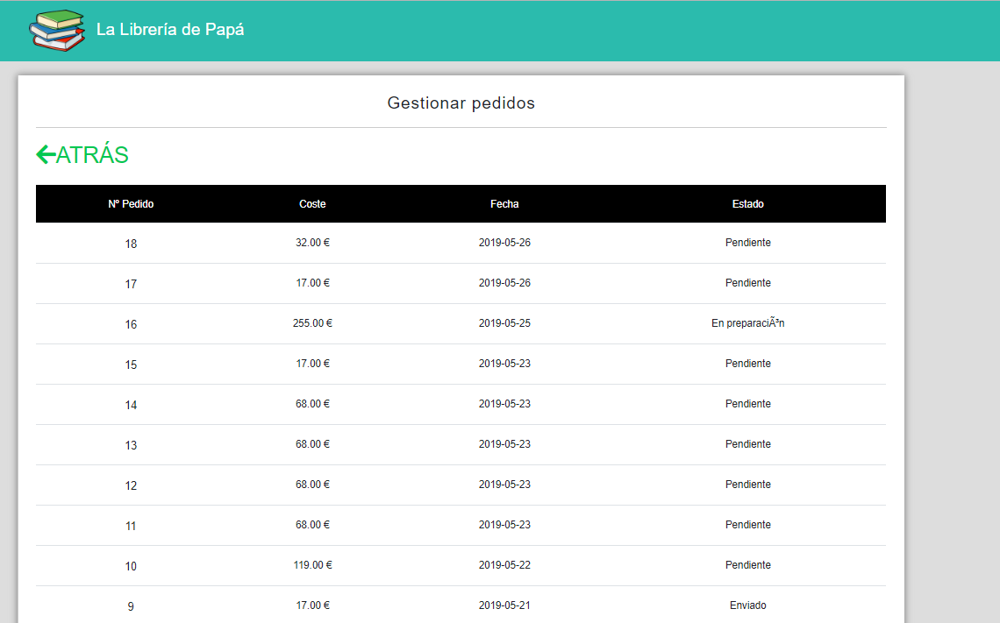 La Librería de Papá
Gestionar pedidos
ATRÁS
Nº Pedido Coste Fecha Estado
18 32.00 € 2019-05-26 Pendiente
17 17.00 € 2019-05-26 Pendiente
16 255.00 € 2019-05-25 En preparaciÃ³n
15 17.00 € 2019-05-23 Pendiente
14 68.00 € 2019-05-23 Pendiente
13 68.00 € 2019-05-23 Pendiente
12 68.00 € 2019-05-23 Pendiente
11 68.00 € 2019-05-23 Pendiente
10 119.00 € 2019-05-22 Pendiente
9 17.00 € 2019-05-21 Enviado